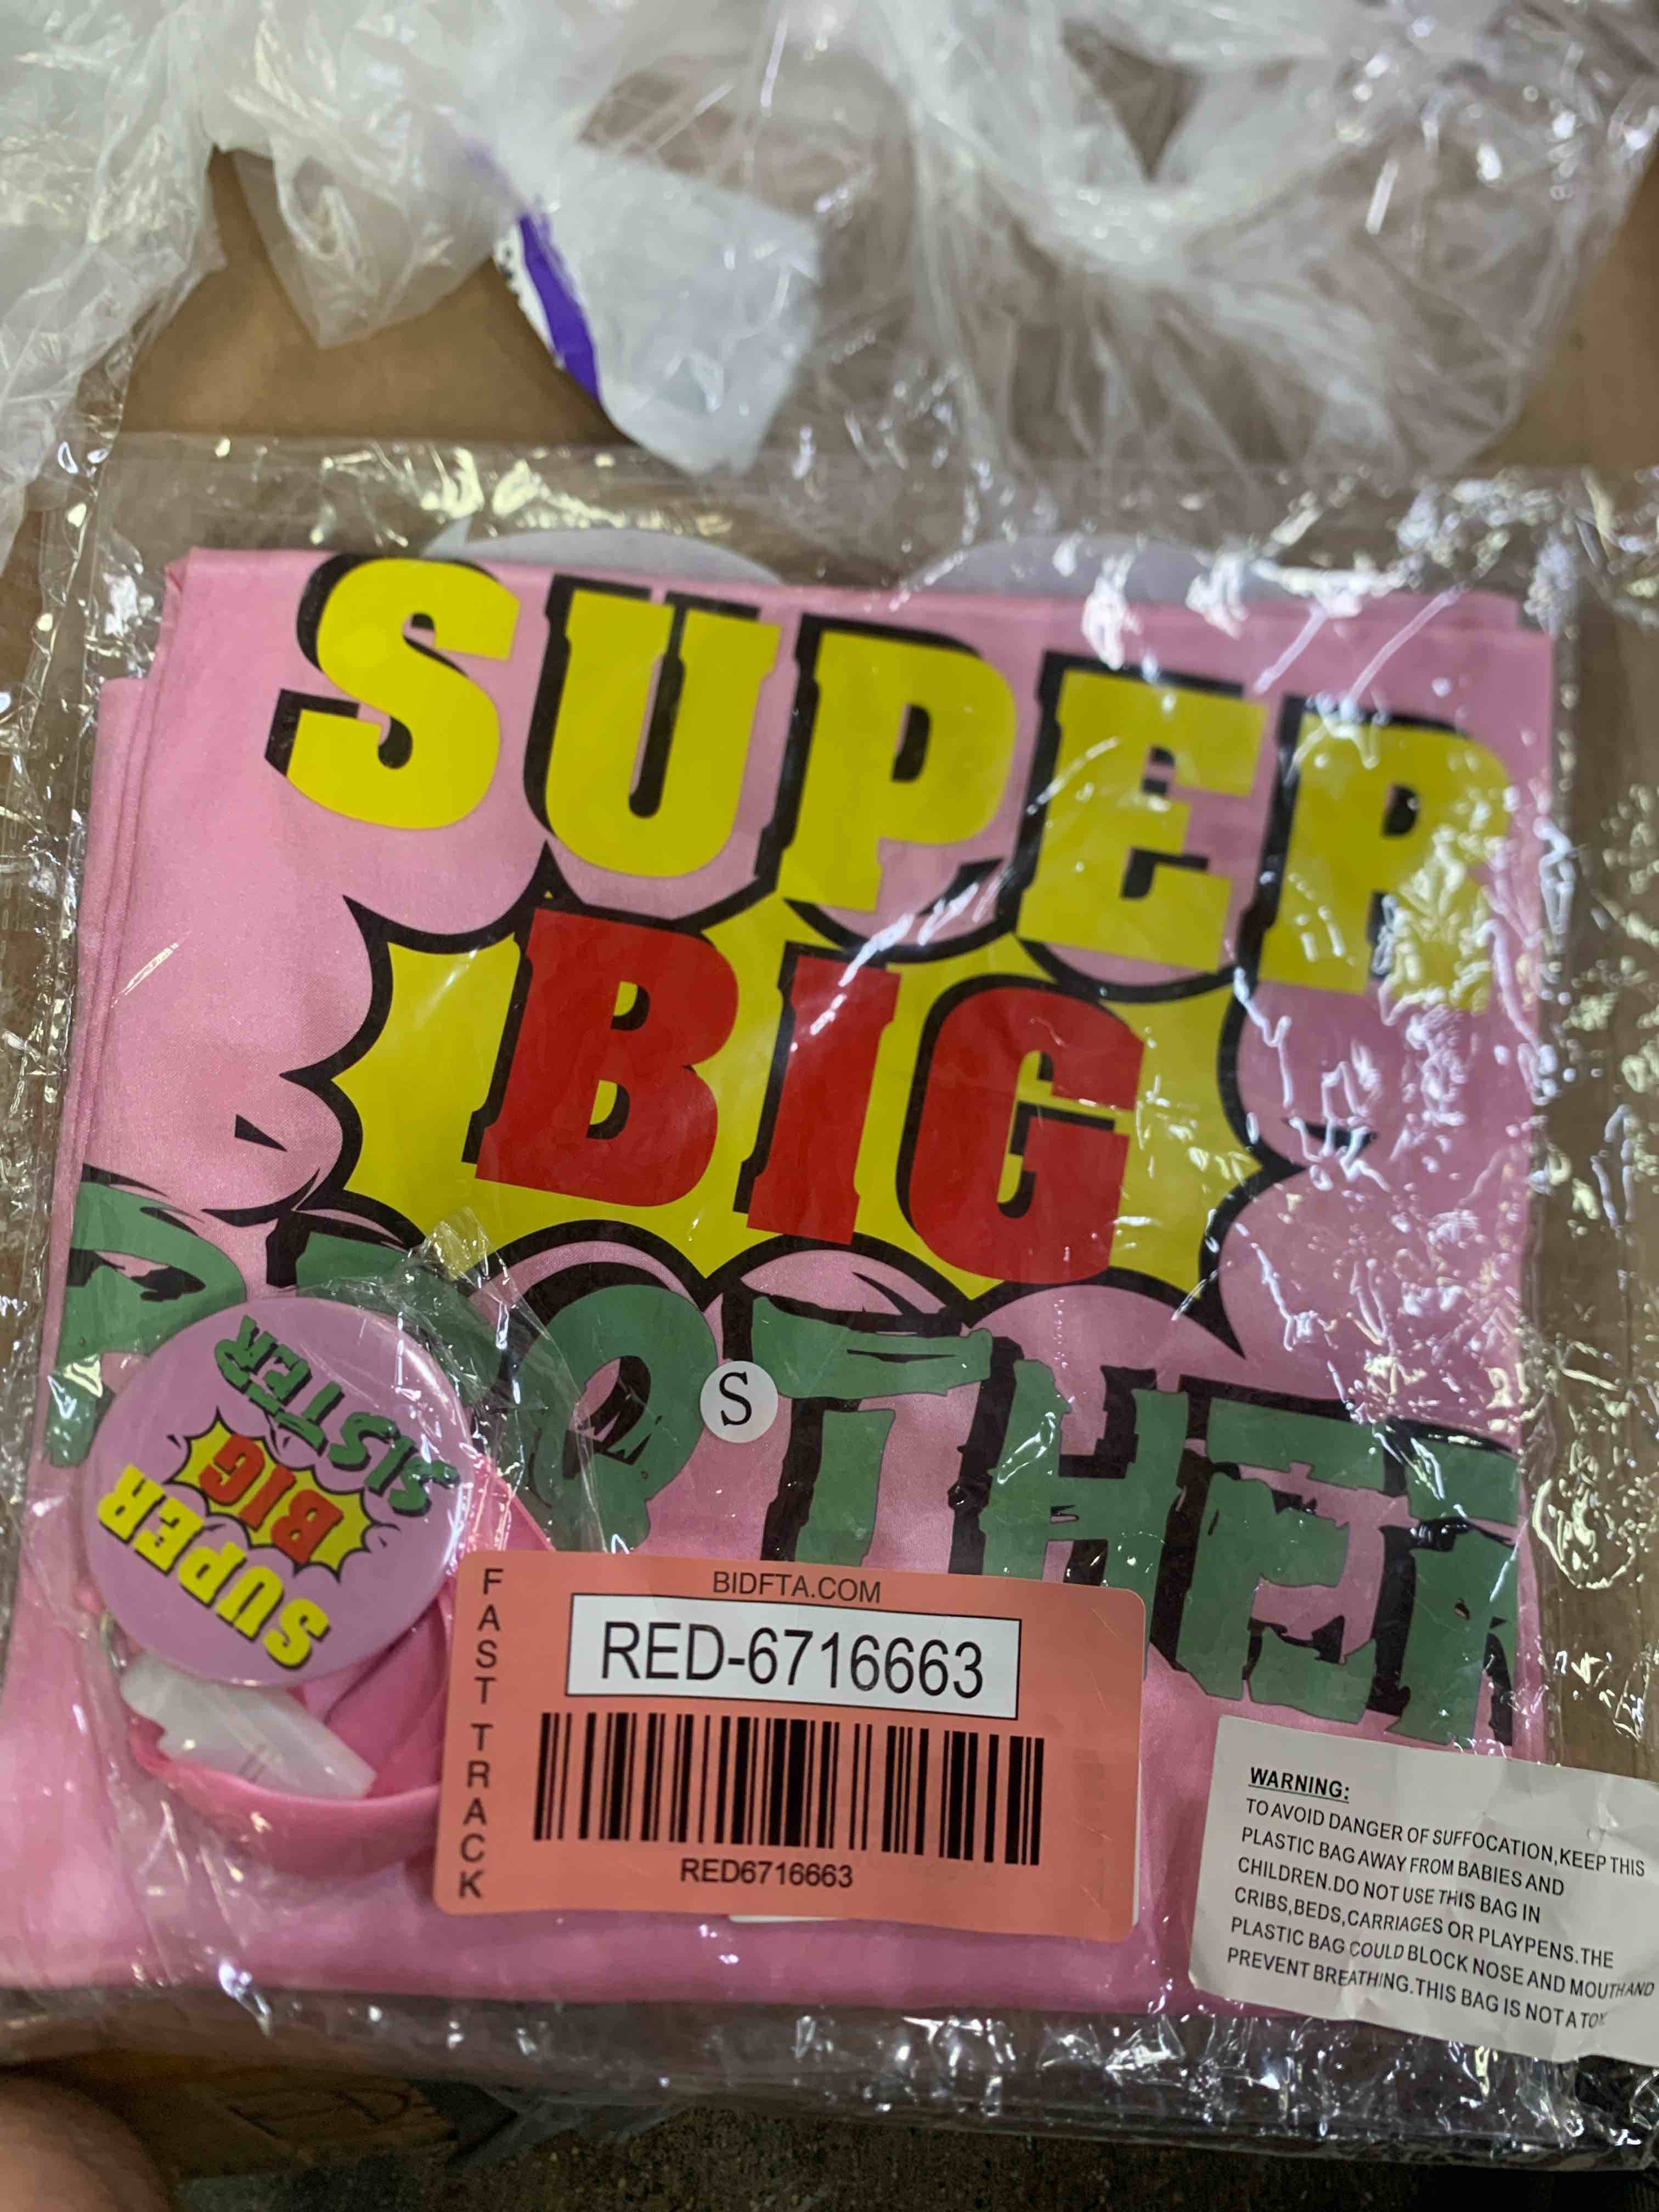 SUPER
BIG
BROTHER
S
SUPER
BIG
SISTER
FAST TRACK
BIDFTA.COM
RED-6716663
RED6716663
WARNING:
TO AVOID DANGER OF SUFFOCATION,KEEP THIS
PLASTIC BAG AWAY FROM BABIES AND
CHILDREN.DO NOT USE THIS BAG IN
CRIBS,BEDS,CARRIAGES OR PLAYPENS.THE
PLASTIC BAG COULD BLOCK NOSE AND MOUTH AND
PREVENT BREATHING.THIS BAG IS NOT A TOY